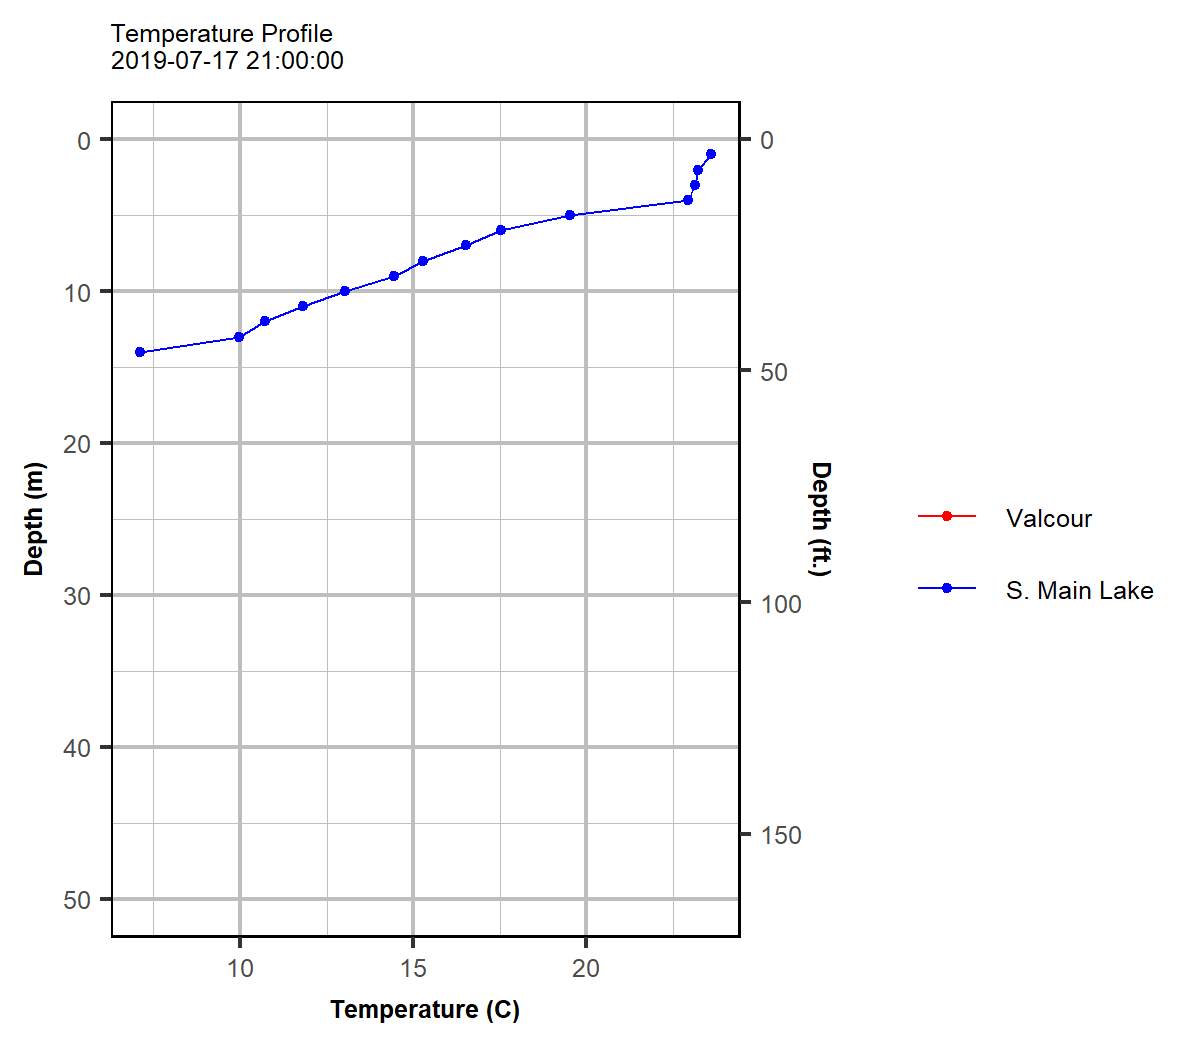 Temperature Profile
2019-07-17 21:00:00
0
10
20
30
40
50
Depth (m)
0
50
100
150
Depth (ft.)
10
15
20
Temperature (C)
Valcour
S. Main Lake